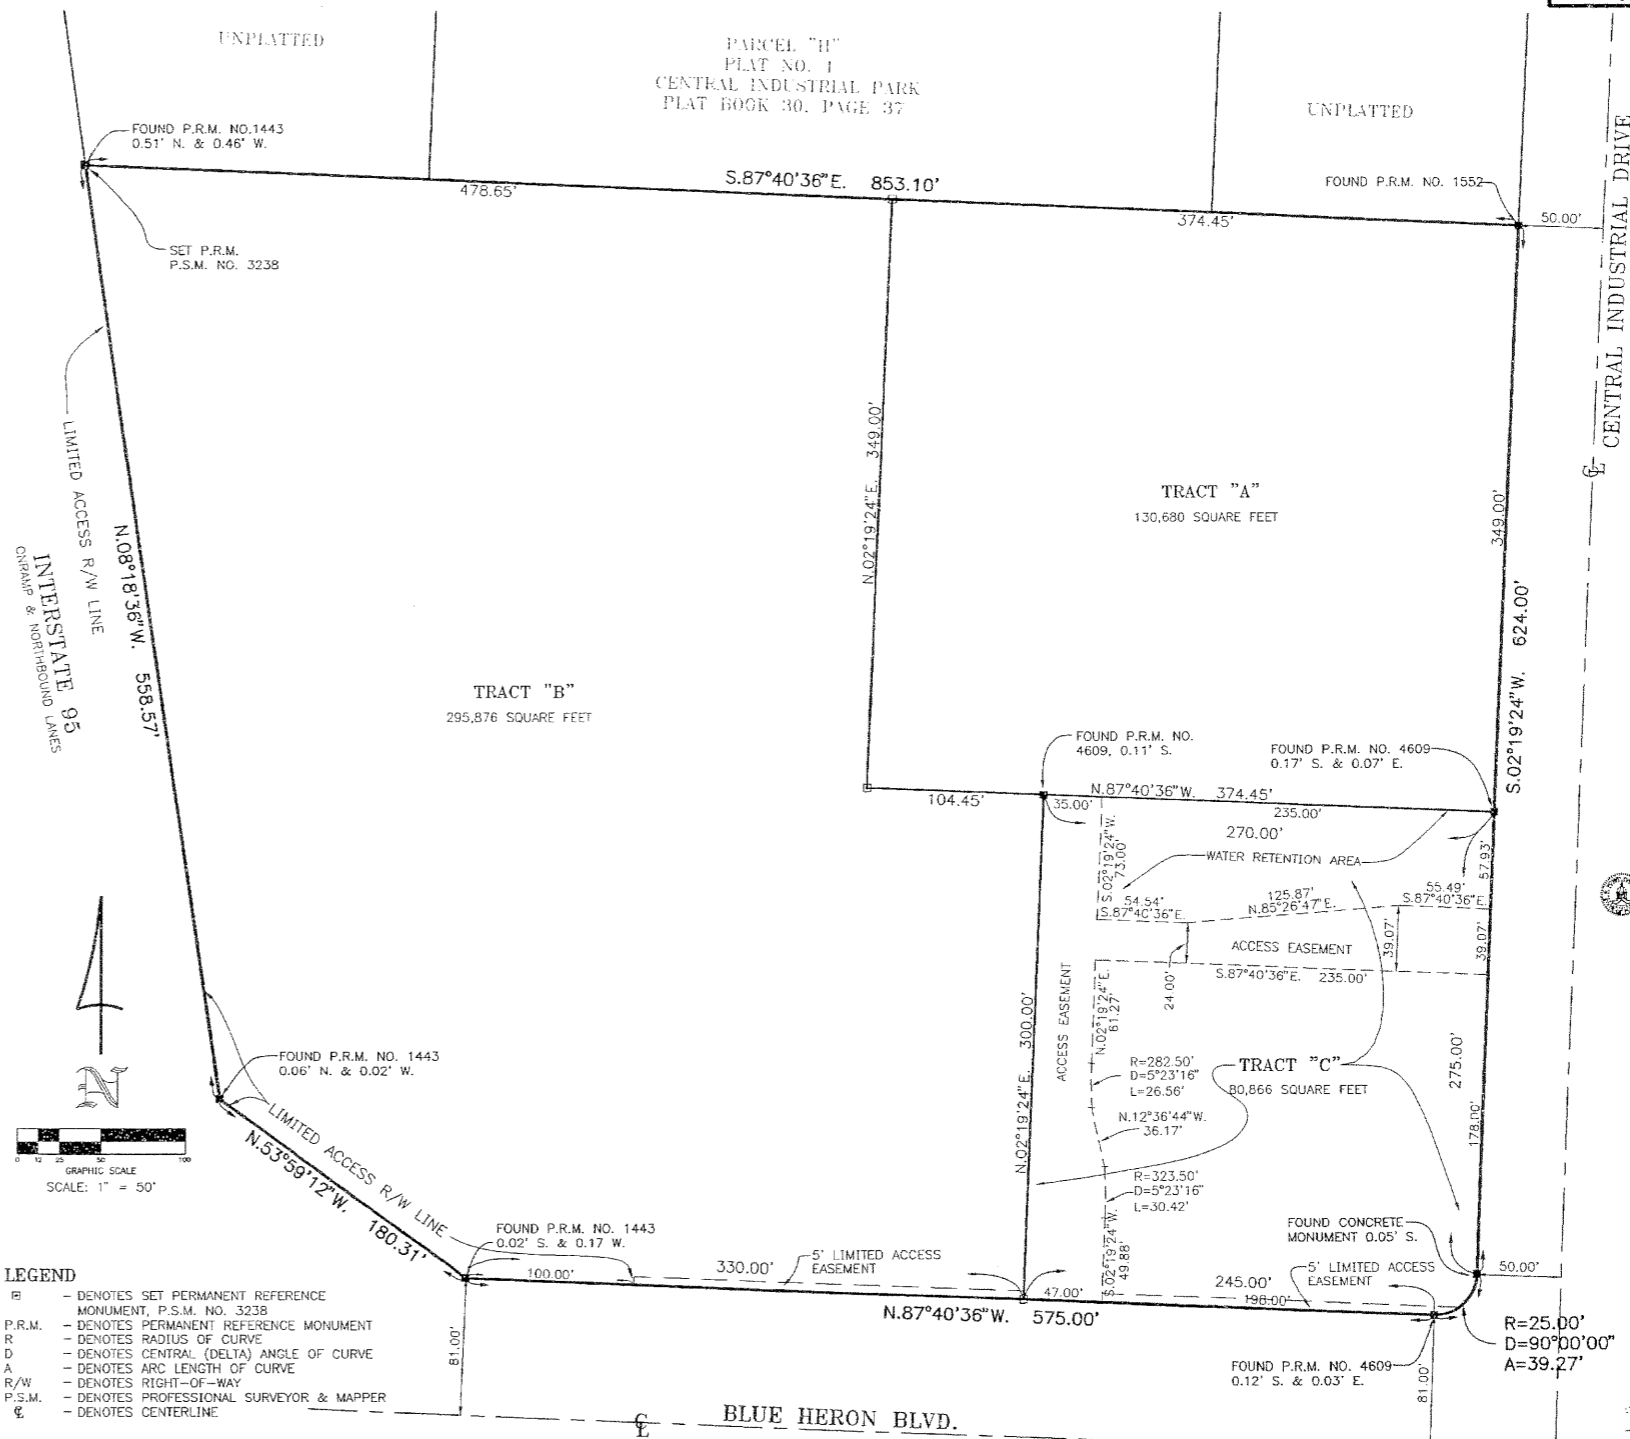 UNPLATTED
PARCEL "H"
PLAT NO. 1
CENTRAL INDUSTRIAL PARK
PLAT BOOK 30. PAGE 37
UNPLATTED
FOUND P.R.M. NO.1443
0.51' N. & 0.46' W.
S.87°40'36"E. 853.10'
478.65'
374.45'
FOUND P.R.M. NO. 1552
50.00'
SET P.R.M.
P.S.M. NO. 3238
℄ CENTRAL INDUSTRIAL DRIVE
LIMITED ACCESS R/W LINE
N.08°18'36"W. 558.57'
INTERSTATE 95
ONRAMP & NORTHBOUND LANES
N.02°19'24"E. 349.00'
TRACT "A"
130,680 SQUARE FEET
349.00'
S.02°19'24"W. 624.00'
TRACT "B"
295,876 SQUARE FEET
FOUND P.R.M. NO.
4609, 0.11' S.
FOUND P.R.M. NO. 4609
0.17' S. & 0.07' E.
104.45'
35.00'
N.87°40'36"W. 374.45'
235.00'
270.00'
WATER RETENTION AREA
S.02°19'24"W.
73.00'
57.93'
54.54'
S.87°40'36"E.
125.87'
N.85°26'47"E.
55.49'
S.87°40'36"E.
ACCESS EASEMENT
39.07'
39.07'
24.00'
S.87°40'36"E. 235.00'
ACCESS EASEMENT
N.02°19'24"E.
61.27'
N.02°19'24"E. 300.00'
275.00'
R=282.50'
D=5°23'16"
L=26.56'
TRACT "C"
80,866 SQUARE FEET
N.12°36'44"W.
36.17'
178.00'
R=323.50'
D=5°23'16"
L=30.42'
S.02°19'24"W.
49.88'
FOUND P.R.M. NO. 1443
0.06' N. & 0.02' W.
N
0 12 25 50 100
GRAPHIC SCALE
SCALE: 1" = 50'
LIMITED ACCESS R/W LINE
N.53°59'12"W. 180.31'
FOUND P.R.M. NO. 1443
0.02' S. & 0.17 W.
FOUND CONCRETE
MONUMENT 0.05' S.
100.00'
330.00'
5' LIMITED ACCESS
EASEMENT
47.00'
245.00'
198.00'
5' LIMITED ACCESS
EASEMENT
50.00'
N.87°40'36"W. 575.00'
R=25.00'
D=90°00'00"
A=39.27'
81.00'
FOUND P.R.M. NO. 4609
0.12' S. & 0.03' E.
81.00'
LEGEND
- DENOTES SET PERMANENT REFERENCE
MONUMENT, P.S.M. NO. 3238
P.R.M. - DENOTES PERMANENT REFERENCE MONUMENT
R - DENOTES RADIUS OF CURVE
D - DENOTES CENTRAL (DELTA) ANGLE OF CURVE
A - DENOTES ARC LENGTH OF CURVE
R/W - DENOTES RIGHT-OF-WAY
P.S.M. - DENOTES PROFESSIONAL SURVEYOR & MAPPER
℄ - DENOTES CENTERLINE
℄ BLUE HERON BLVD.